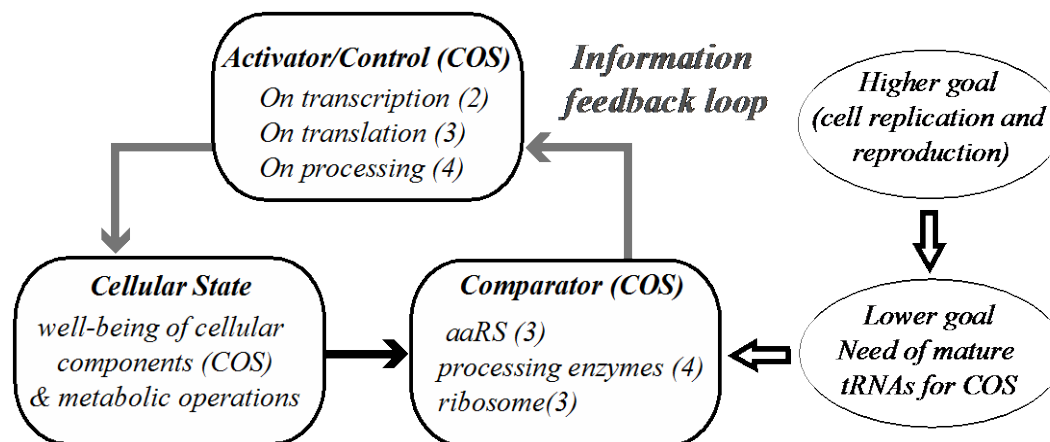 Activator/Control (COS)
On transcription (2)
On translation (3)
On processing (4)
Information
feedback loop
Higher goal
(cell replication and
reproduction)
Cellular State
well-being of cellular
components (COS)
& metabolic operations
Comparator (COS)
aaRS (3)
processing enzymes (4)
ribosome(3)
Lower goal
Need of mature
tRNAs for COS